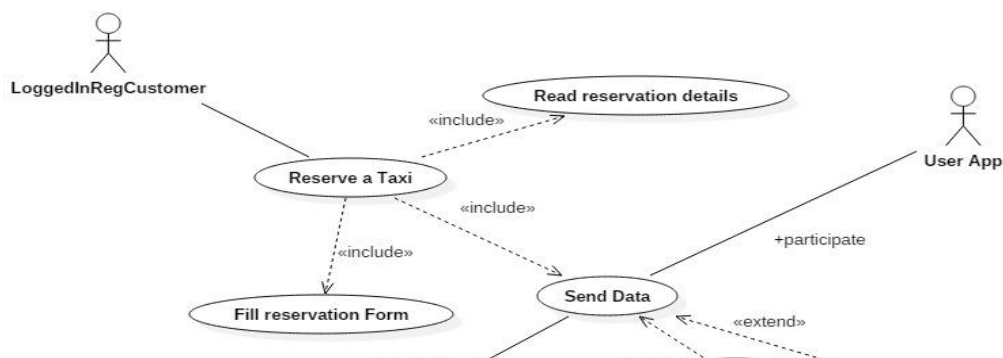 LoggedInRegCustomer
Read reservation details
«include»
User App
Reserve a Taxi
«include»
+participate
«include»
Send Data
Fill reservation Form
«extend»